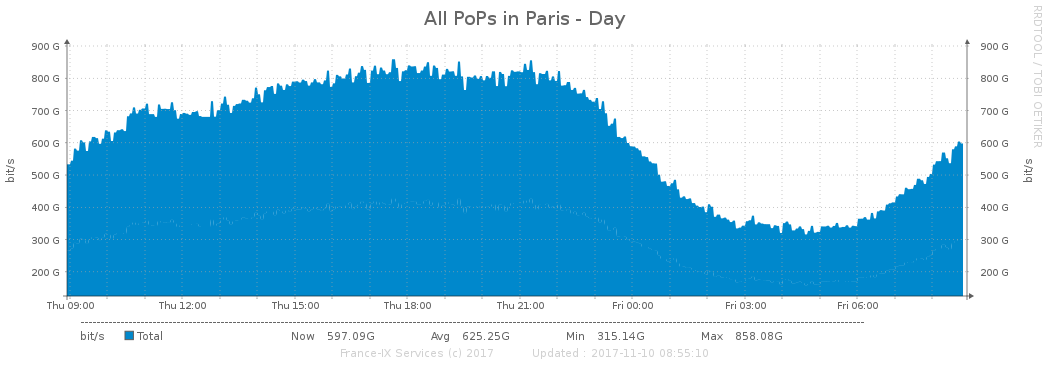 All PoPs in Paris - Day
RRDTOOL / TOBI OETIKER
900 G 900 G
800 G 800 G
700 G 700 G
600 G 600 G
500 G 500 G
400 G 400 G
300 G 300 G
200 G 200 G
bit/s bit/s
Thu 09:00 Thu 12:00 Thu 15:00 Thu 18:00 Thu 21:00 Fri 00:00 Fri 03:00 Fri 06:00
bit/s Total Now 597.09G Avg 625.25G Min 315.14G Max 858.08G
France-IX Services (c) 2017 Updated : 2017-11-10 08:55:10